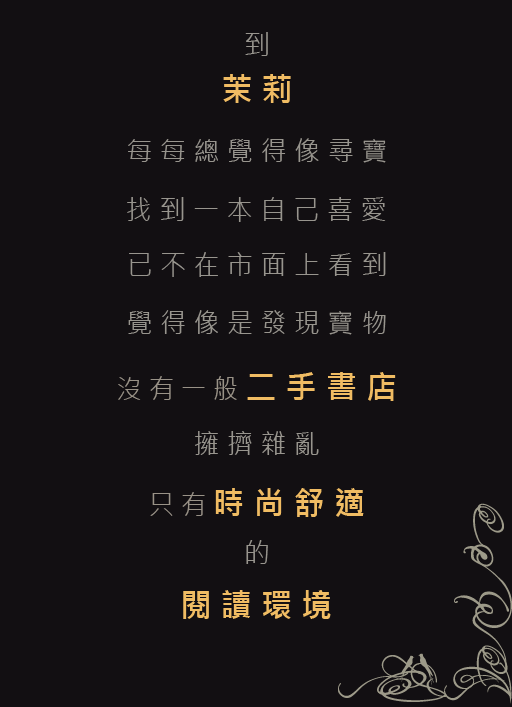 到
茉莉
每每總覺得像尋寶
找到一本自己喜愛
已不在市面上看到
覺得像是發現寶物
沒有一般二手書店
擁擠雜亂
只有時尚舒適
的
閱讀環境